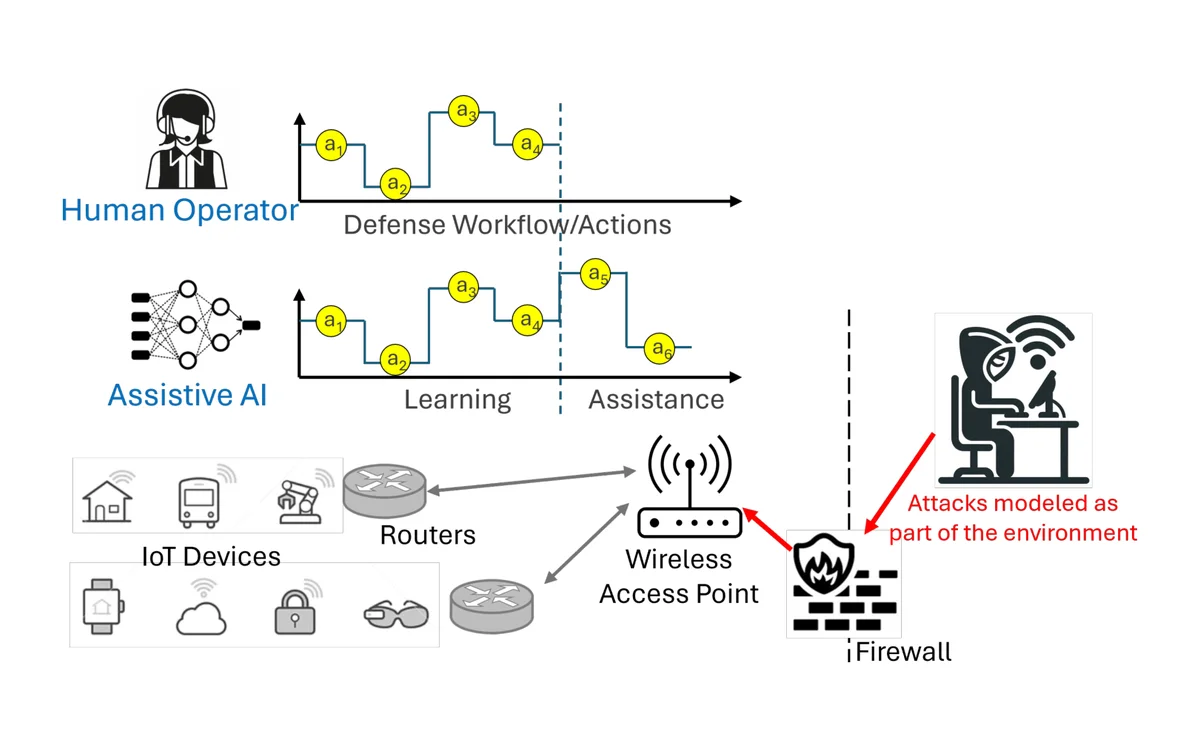 a3
a1
a4
a2
Human Operator
Defense Workflow/Actions
a5
a3
a1
a4
a6
a2
Assistive AI
Learning
Assistance
Attacks modeled as
part of the environment
Routers
IoT Devices
Wireless
Access Point
Firewall